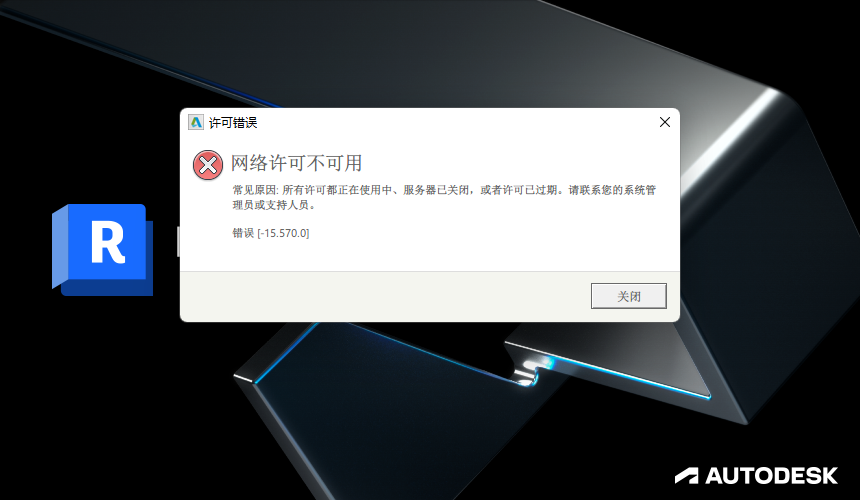 许可错误
网络许可不可用
常见原因: 所有许可都正在使用中、服务器已关闭，或者许可已过期。请联系您的系统管
理员或支持人员。
错误 [-15.570.0]
R
关闭
AUTODESK